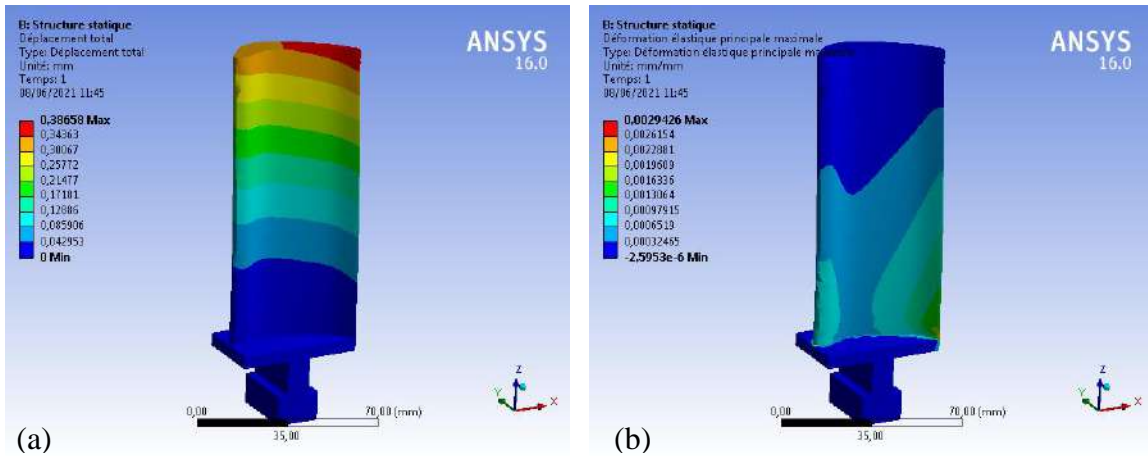 B: Structure statique
Déplacement total
Type: Déplacement total
Unité: mm
Temps: 1
08/06/2021 11:45
0,38658 Max
0,34363
0,30067
0,25772
0,21477
0,17181
0,12886
0,085906
0,042953
0 Min
ANSYS
16.0
Z
Y
X
0,00
70,00 (mm)
35,00
(a)
B: Structure statique
Déformation élastique principale maximale
Type: Déformation élastique principale
Unité: mm/mm
Temps: 1
08/06/2021 11:45
0,0029426 Max
0,0026154
0,0022881
0,0019609
0,0016336
0,0013064
0,00097915
0,0006519
0,00032465
-2,5953e-6 Min
ANSYS
16.0
Z
Y
X
0,00
70,00 (mm)
35,00
(b)